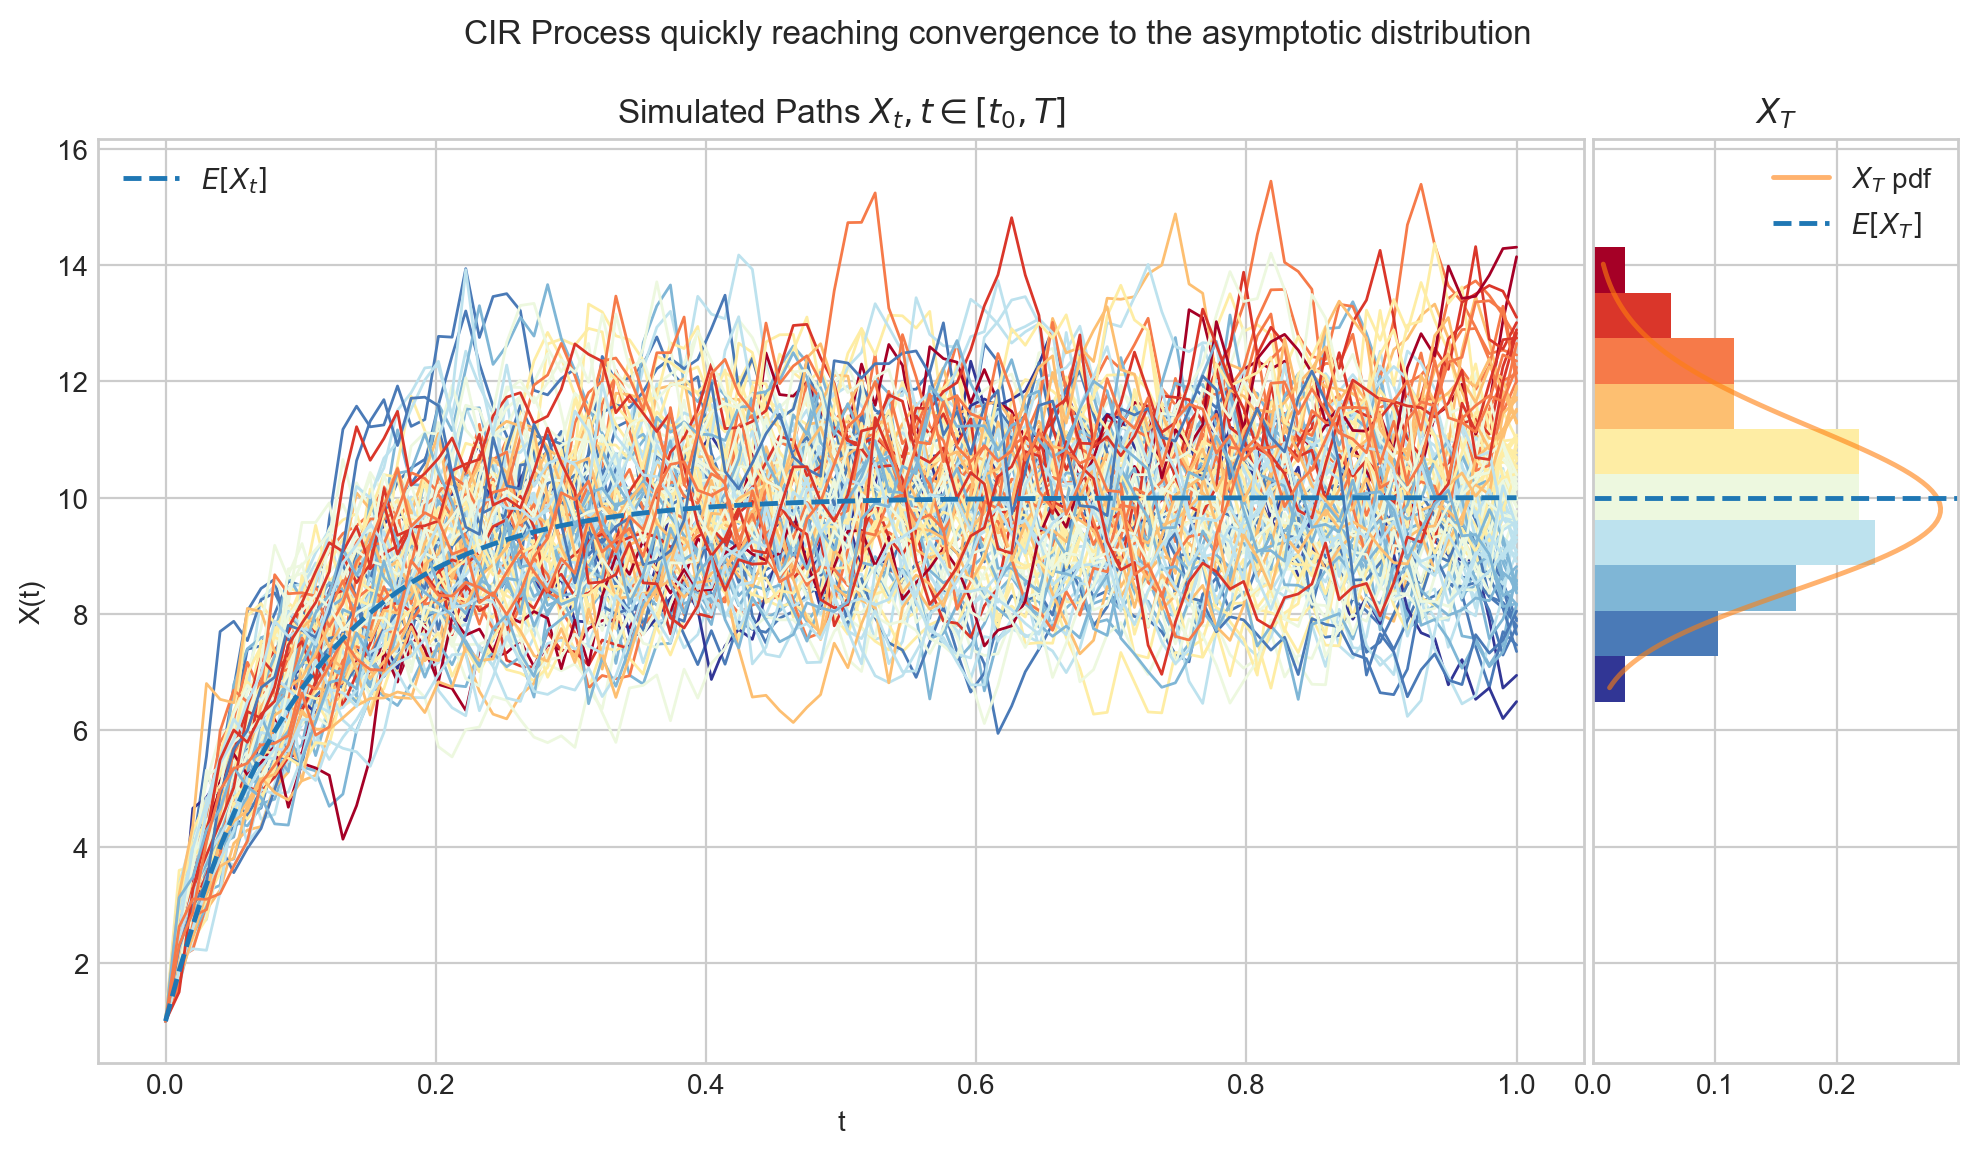 CIR Process quickly reaching convergence to the asymptotic distribution
Simulated Paths $X_t, t \in [t_0, T]$
$X_T$
$E[X_t]$
$X_T$ pdf
$E[X_T]$
X(t)
16
14
12
10
8
6
4
2
0.0 0.2 0.4 0.6 0.8 1.0
0.0 0.1 0.2
t